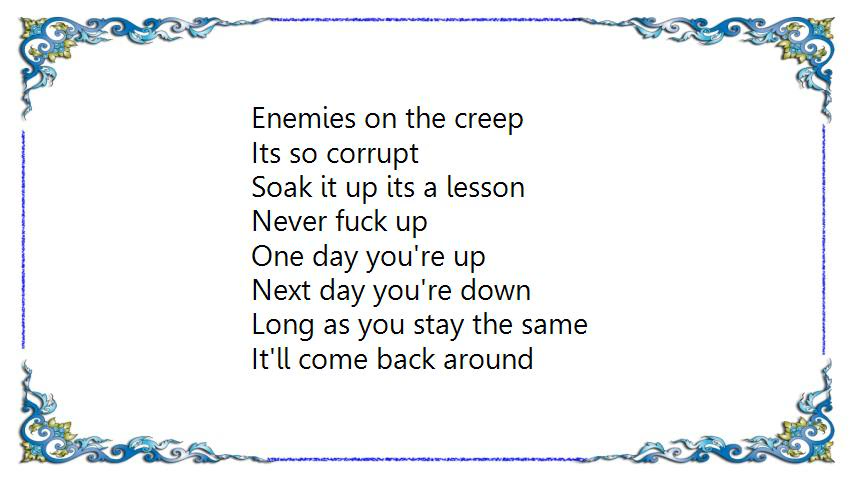 Enemies on the creep
Its so corrupt
Soak it up its a lesson
Never fuck up
One day you're up
Next day you're down
Long as you stay the same
It'll come back around